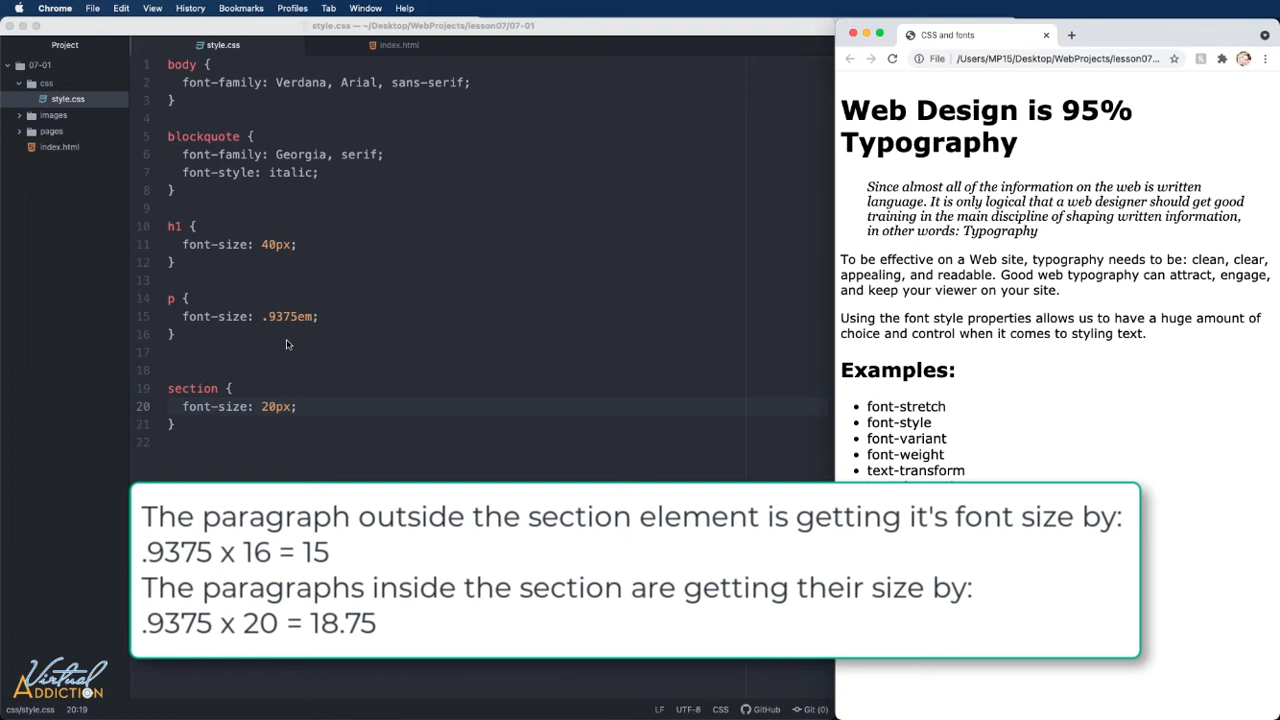 Chrome File Edit View History Bookmarks Profiles Tab Window Help
style.css — ~/Desktop/WebProjects/lesson07/07-01
Project
style.css
index.html
07-01
css
style.css
images
pages
index.html
1 body {
2 font-family: Verdana, Arial, sans-serif;
3 }
4
5 blockquote {
6 font-family: Georgia, serif;
7 font-style: italic;
8 }
9
10 h1 {
11 font-size: 40px;
12 }
13
14 p {
15 font-size: .9375em;
16 }
17
18
19 section {
20 font-size: 20px;
21 }
22
CSS and fonts
File /Users/MP15/Desktop/WebProjects/lesson07...
Web Design is 95%
Typography
Since almost all of the information on the web is written
language. It is only logical that a web designer should get good
training in the main discipline of shaping written information,
in other words: Typography
To be effective on a Web site, typography needs to be: clean, clear,
appealing, and readable. Good web typography can attract, engage,
and keep your viewer on your site.
Using the font style properties allows us to have a huge amount of
choice and control when it comes to styling text.
Examples:
• font-stretch
• font-style
• font-variant
• font-weight
• text-transform
The paragraph outside the section element is getting it's font size by:
.9375 x 16 = 15
The paragraphs inside the section are getting their size by:
.9375 x 20 = 18.75
Virtual
ADDICTION
css/style.css 20:19
LF UTF-8 CSS GitHub Git (0)